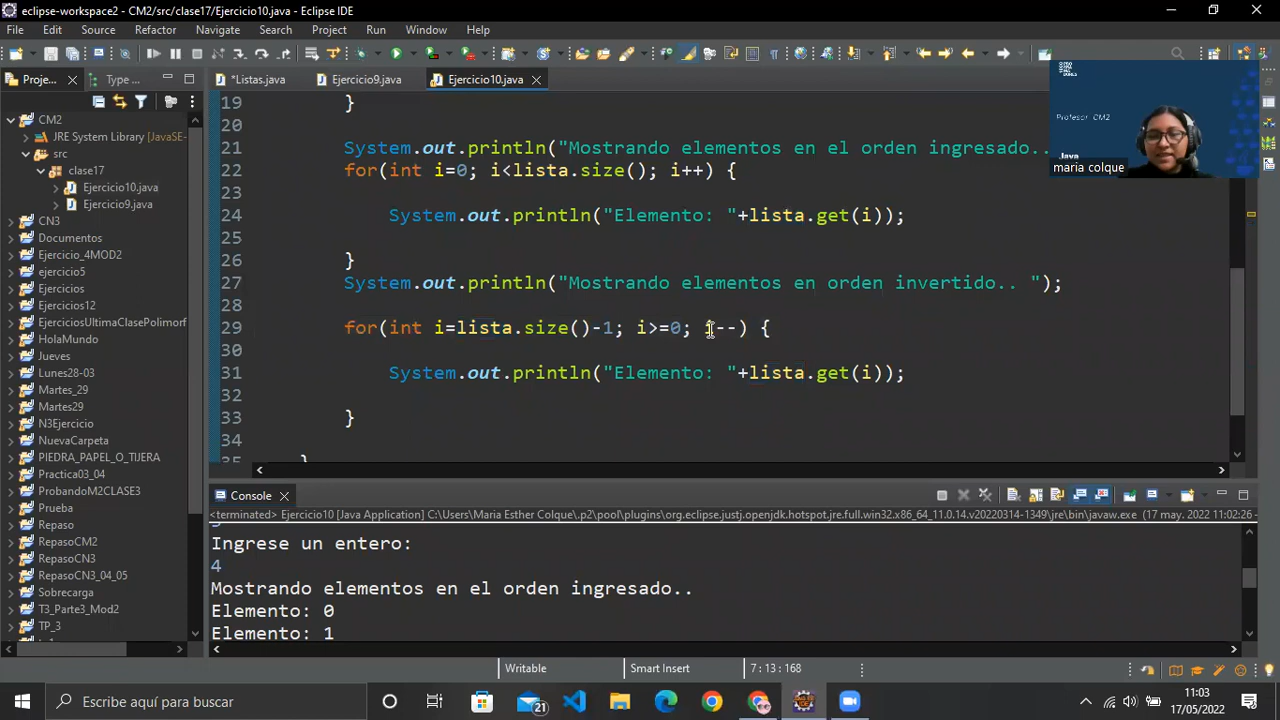 eclipse-workspace2 - CM2/src/clase17/Ejercicio10.java - Eclipse IDE
File Edit Source Refactor Navigate Search Project Run Window Help
Proje... Type ...
*Listas.java Ejercicio9.java Ejercicio10.java
CM2
JRE System Library [JavaSE-
src
clase17
Ejercicio10.java
Ejercicio9.java
CN3
Documentos
Ejercicio_4MOD2
ejercicio5
Ejercicios
Ejercicios12
EjerciciosUltimaClasePolimorf
HolaMundo
Jueves
Lunes28-03
Martes_29
Martes29
N3Ejercicio
NuevaCarpeta
PIEDRA_PAPEL_O_TIJERA
Practica03_04
ProbandoM2CLASE3
Prueba
Repaso
RepasoCM2
RepasoCN3
RepasoCN3_04_05
Sobrecarga
T3_Parte3_Mod2
TP_3
19 }
20
21 System.out.println("Mostrando elementos en el orden ingresado..
22 for(int i=0; i<lista.size(); i++) {
23
24 System.out.println("Elemento: "+lista.get(i));
25
26 }
27 System.out.println("Mostrando elementos en orden invertido.. ");
28
29 for(int i=lista.size()-1; i>=0; i--) {
30
31 System.out.println("Elemento: "+lista.get(i));
32
33 }
34
35 }
Profesor CM2
Java
maria colque
Console
<terminated> Ejercicio10 [Java Application] C:\Users\Maria Esther Colque\.p2\pool\plugins\org.eclipse.justj.openjdk.hotspot.jre.full.win32.x86_64_11.0.14.v20220314-1349\jre\bin\javaw.exe (17 may. 2022 11:02:26
Ingrese un entero:
4
Mostrando elementos en el orden ingresado..
Elemento: 0
Elemento: 1
Writable Smart Insert 7 : 13 : 168
Escribe aquí para buscar
21
11:03
17/05/2022